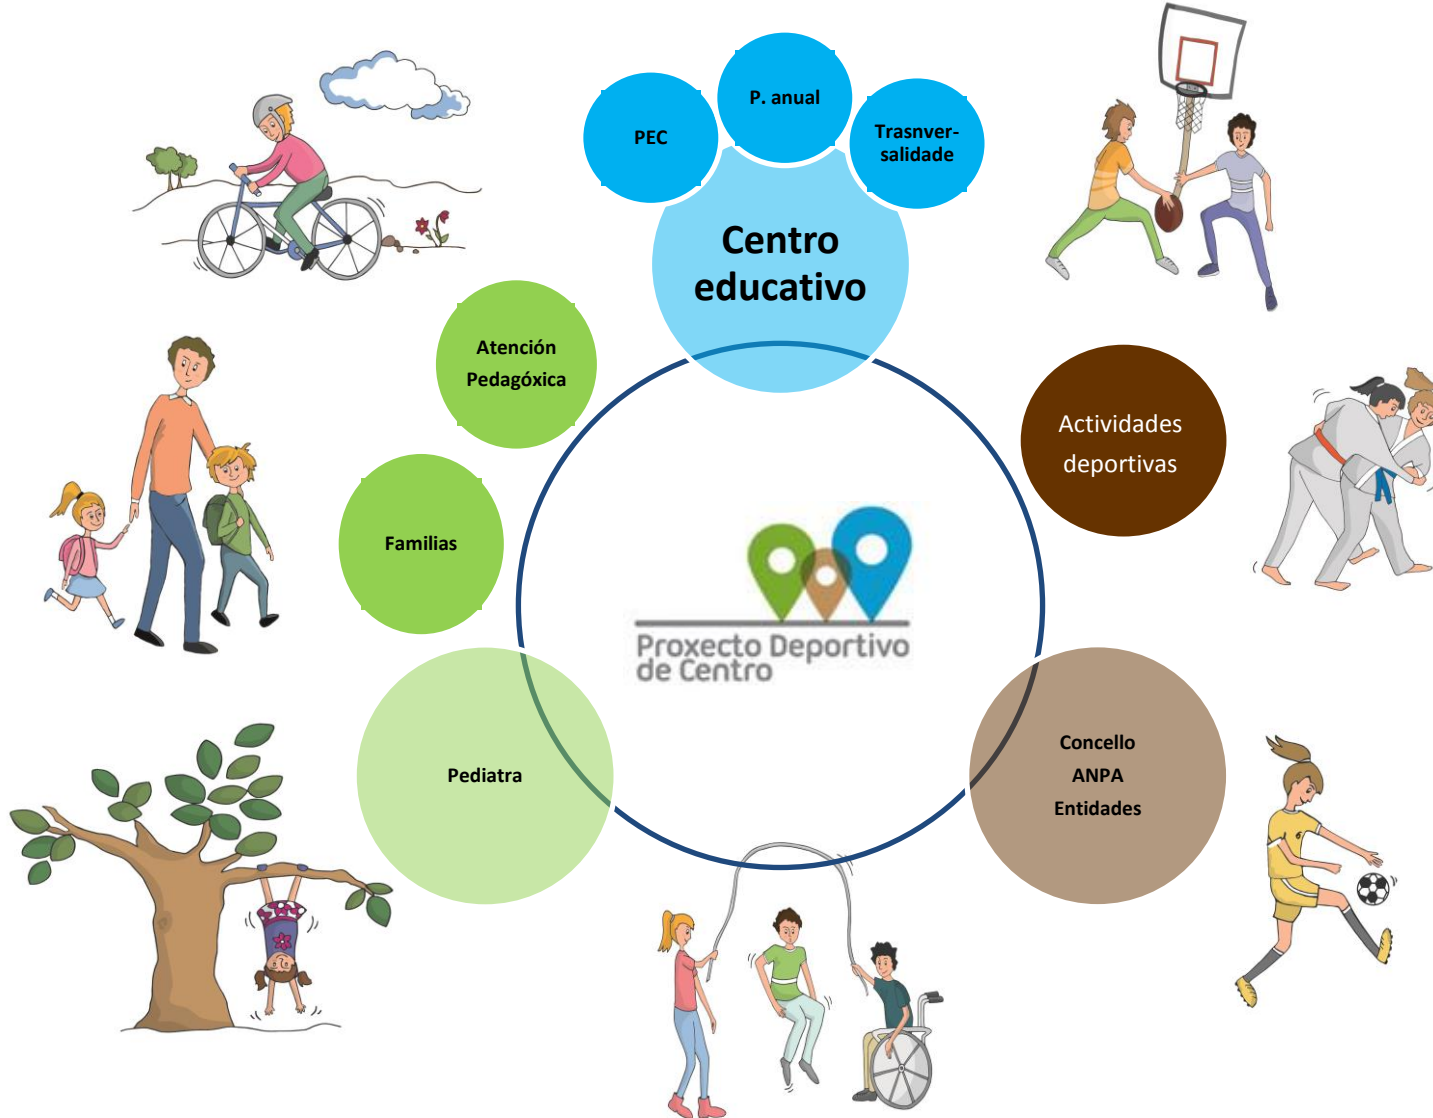 P. anual
PEC
Trasnver-
salidade
Centro
educativo
Atención
Pedagóxica
Actividades
deportivas
Familias
Proxecto Deportivo
de Centro
Pediatra
Concello
ANPA
Entidades
6